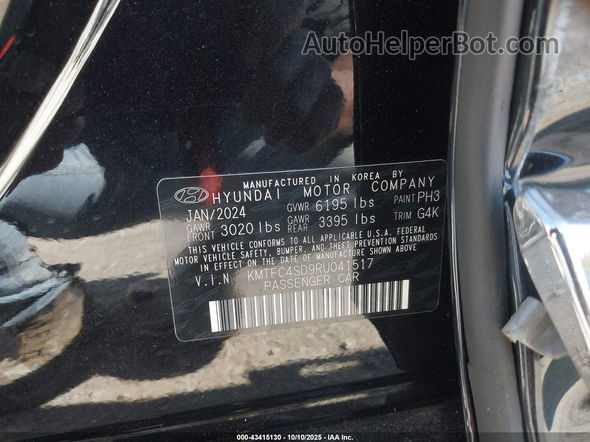 AutoHelperBot.com
MANUFACTURED IN KOREA BY
HYUNDAI MOTOR COMPANY
JAN/2024 GVWR 6195 lbs PAINT PH3
GAWR FRONT 3020 lbs GAWR REAR 3395 lbs TRIM G4K
THIS VEHICLE CONFORMS TO ALL APPLICABLE U.S.A. FEDERAL
MOTOR VEHICLE SAFETY, BUMPER, AND THEFT PREVENTION STANDARDS
IN EFFECT ON THE DATE OF MANUFACTURE SHOWN ABOVE.
V.I.N. KMTFC4SD9RU041517
PASSENGER CAR
000-43415130 - 10/10/2025 - IAA Inc.